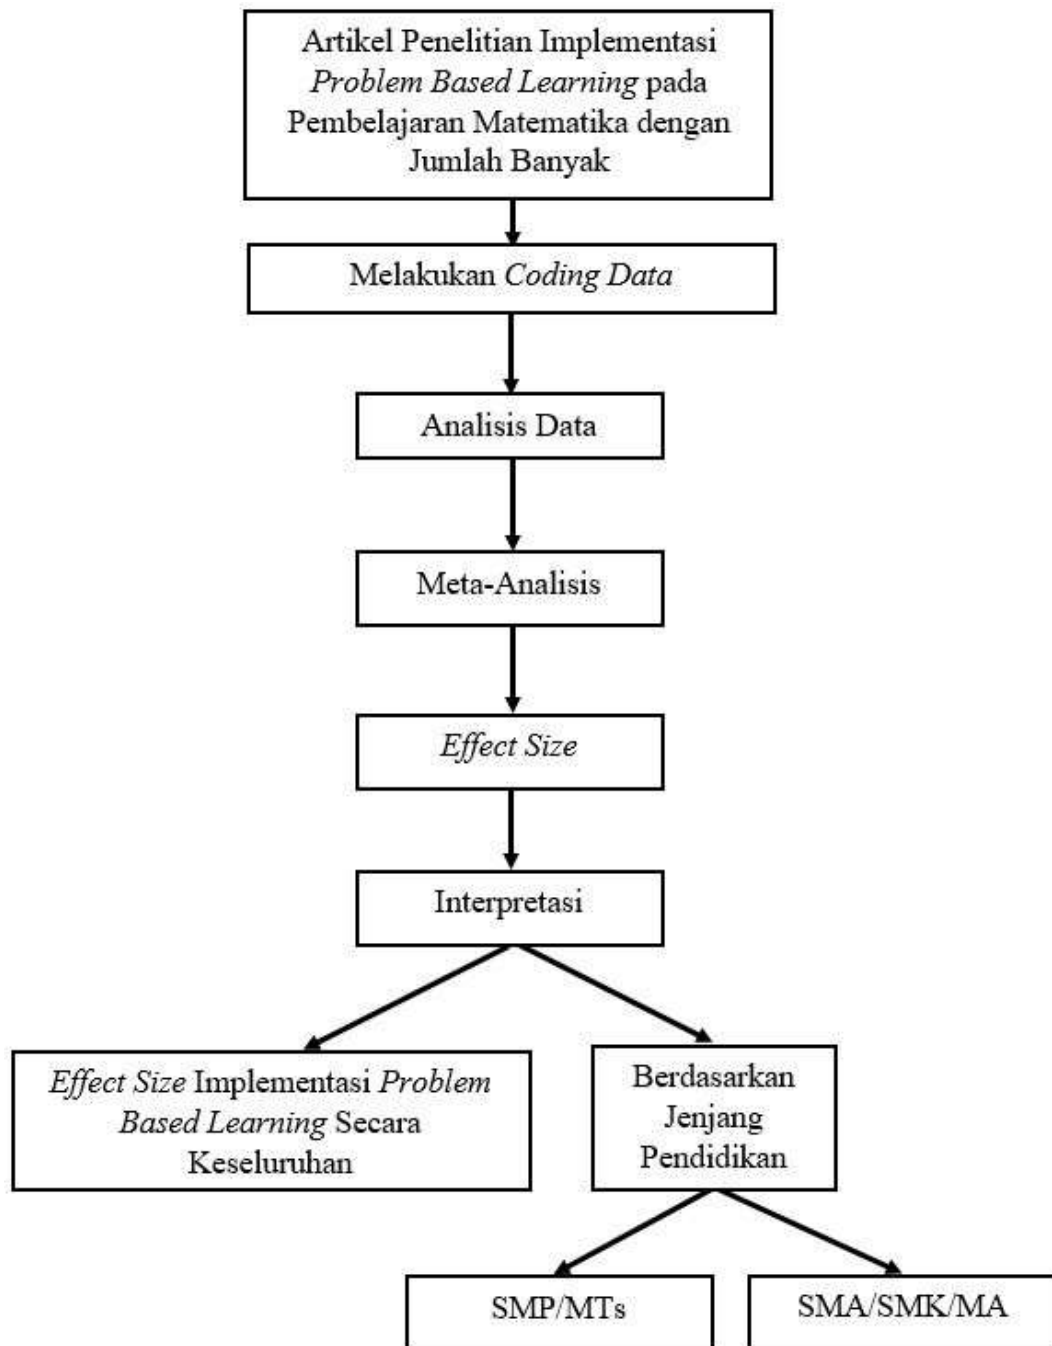 Artikel Penelitian Implementasi
Problem Based Learning pada
Pembelajaran Matematika dengan
Jumlah Banyak
Melakukan Coding Data
Analisis Data
Meta-Analisis
Effect Size
Interpretasi
Effect Size Implementasi Problem
Based Learning Secara
Keseluruhan
Berdasarkan
Jenjang
Pendidikan
SMP/MTs
SMA/SMK/MA